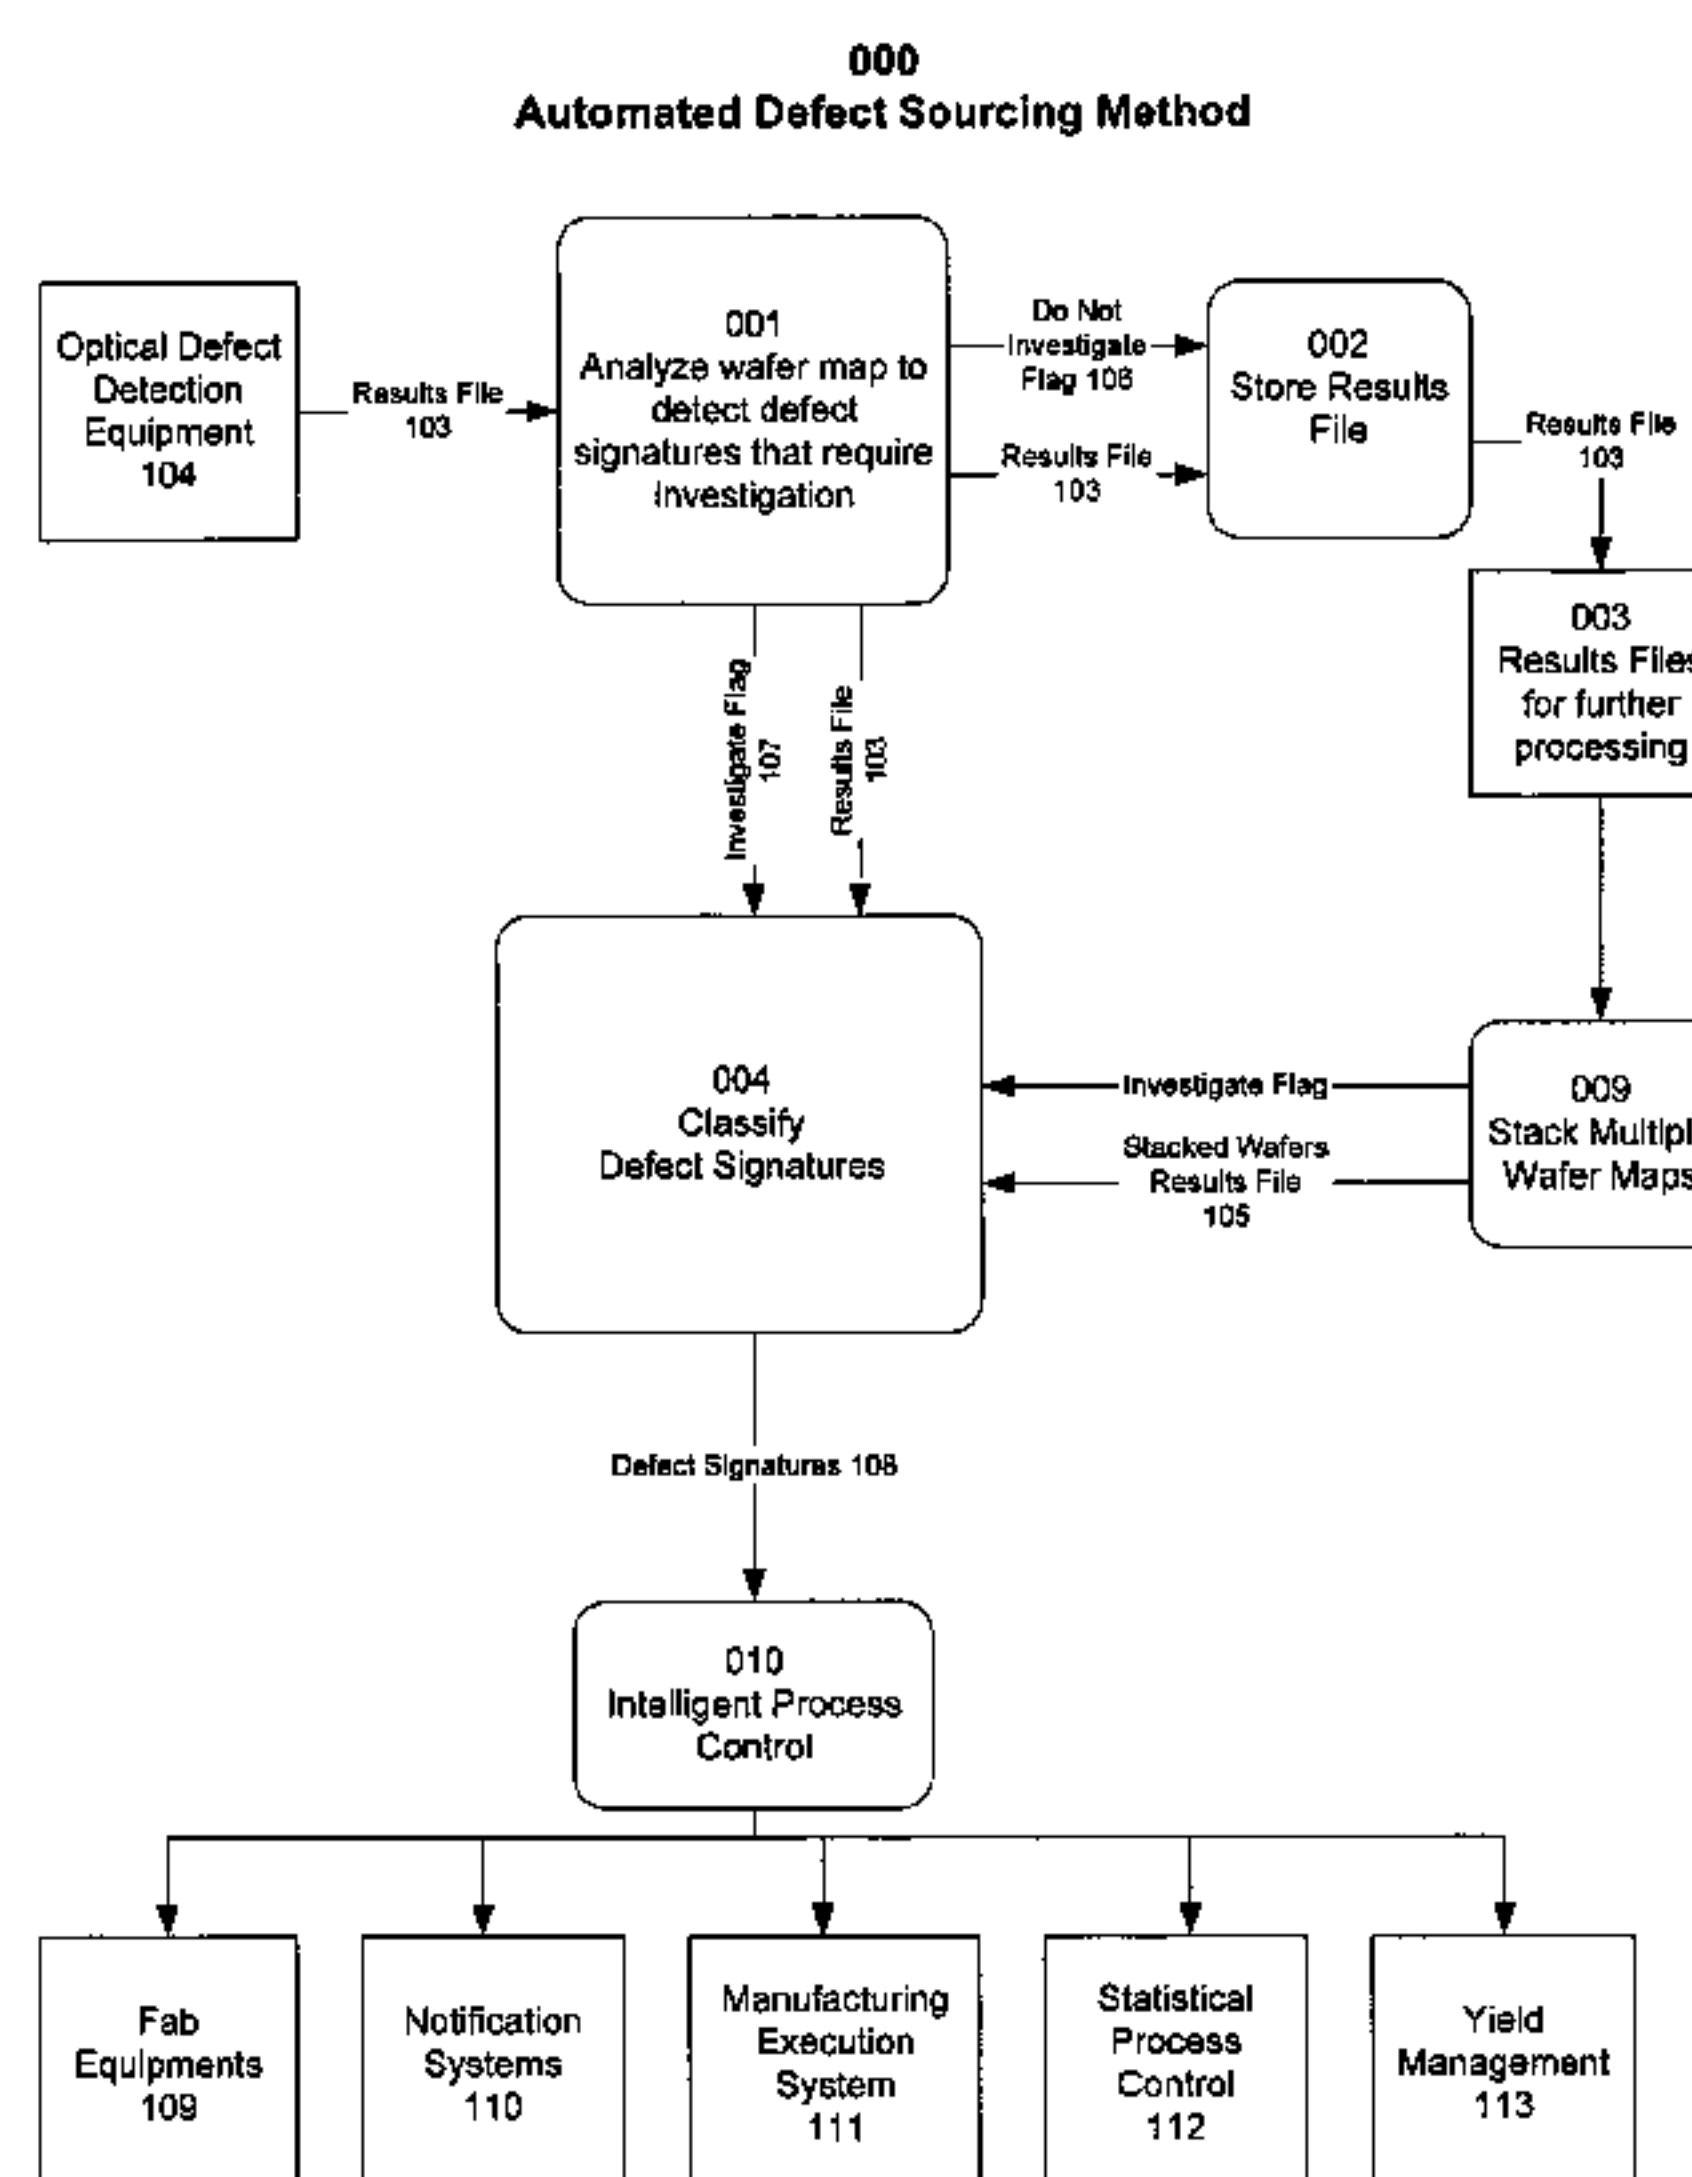 000
Automated Defect Sourcing Method
Optical Defect
Detection
Equipment
104
Results File
103
001
Analyze wafer map to
detect defect
signatures that require
Investigation
Do Not
Investigate
Flag 106
Results File
103
002
Store Results
File
Results File
103
003
Results Files
for further
processing
Investigate Flag
107
Results File
103
004
Classify
Defect Signatures
Investigate Flag
Stacked Wafers
Results File
105
009
Stack Multipl
Wafer Maps
Defect Signatures 108
010
Intelligent Process
Control
Fab
Equipments
109
Notification
Systems
110
Manufacturing
Execution
System
111
Statistical
Process
Control
112
Yield
Management
113